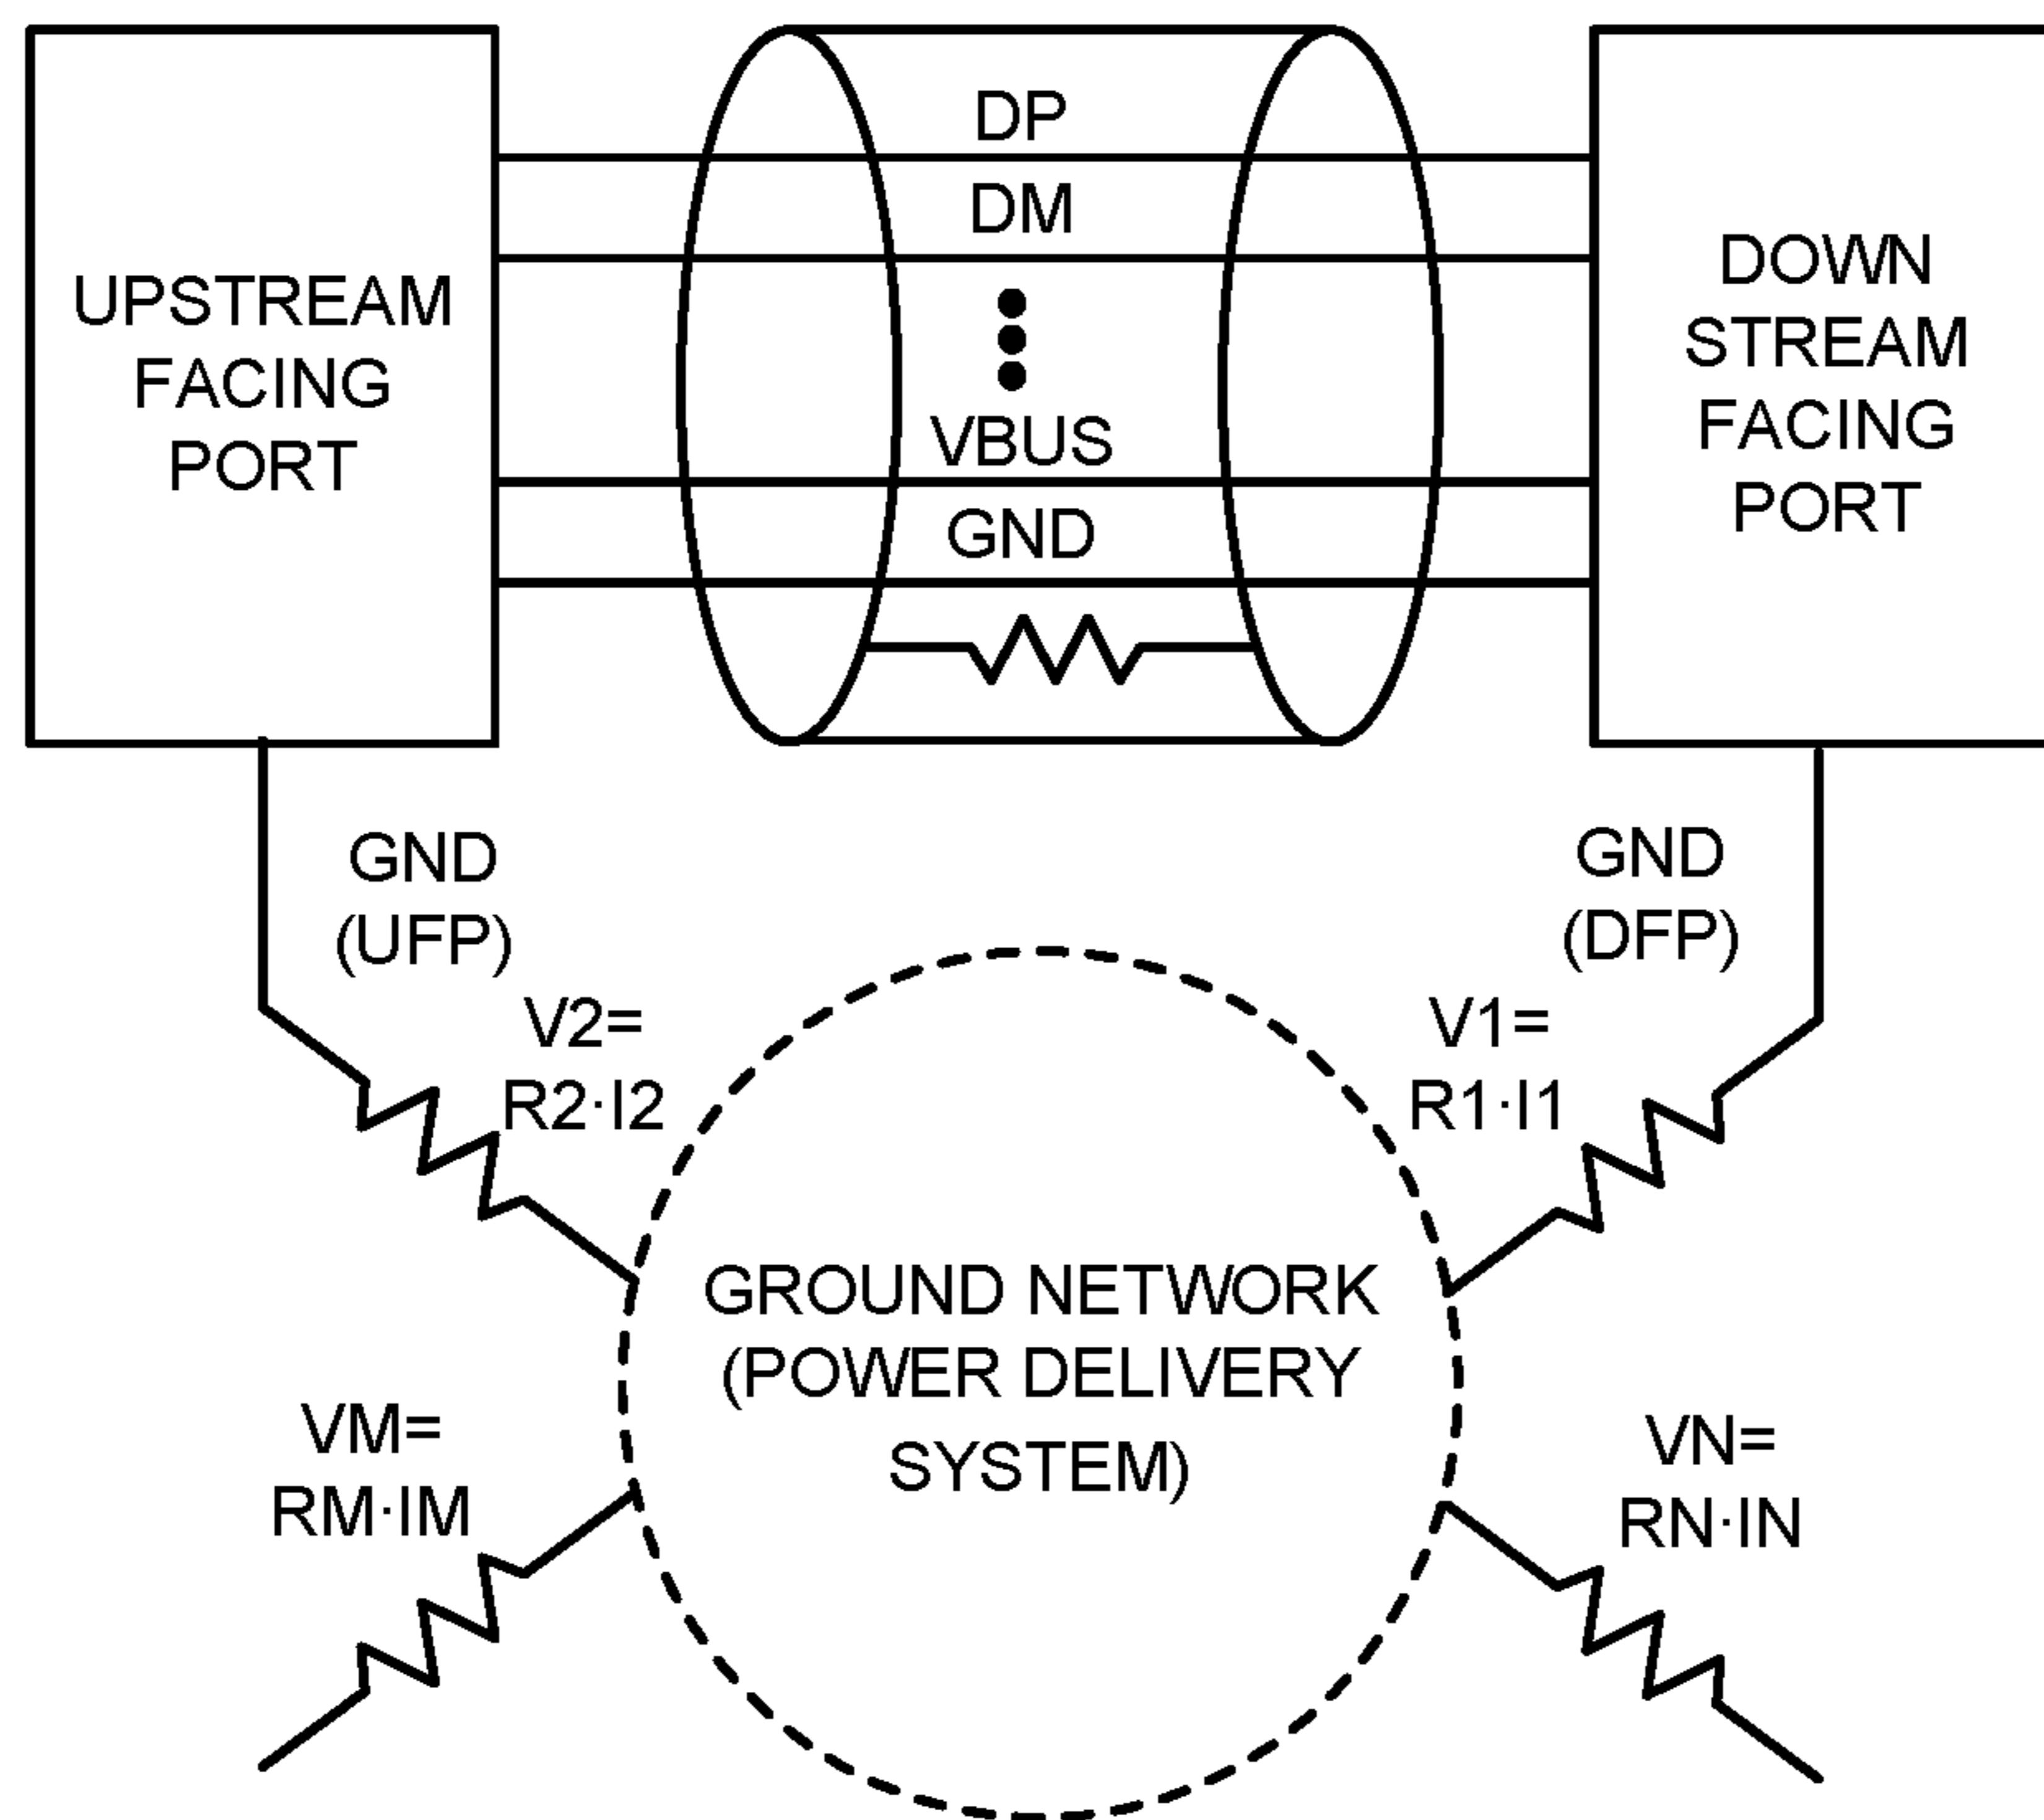 UPSTREAM
FACING
PORT
DP
DM
VBUS
GND
DOWN
STREAM
FACING
PORT
GND
(UFP)
GND
(DFP)
V2=
R2·I2
V1=
R1·I1
GROUND NETWORK
(POWER DELIVERY
SYSTEM)
VM=
RM·IM
VN=
RN·IN